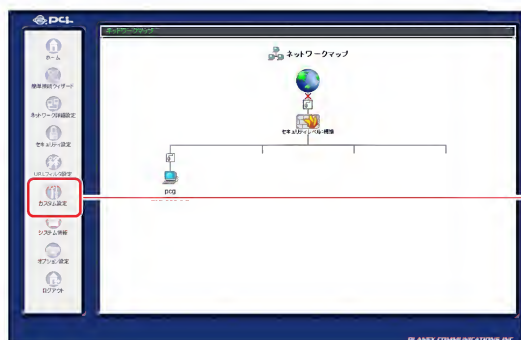 PCi
ネットワークマップ
ホーム
ネットワークマップ
簡単接続ウィザード
ネットワーク詳細設定
セキュリティレベル:標準
セキュリティ設定
URLフィルタ設定
pcg
カスタム設定
システム情報
オプション設定
ログアウト
PLANEX COMMUNICATIONS INC